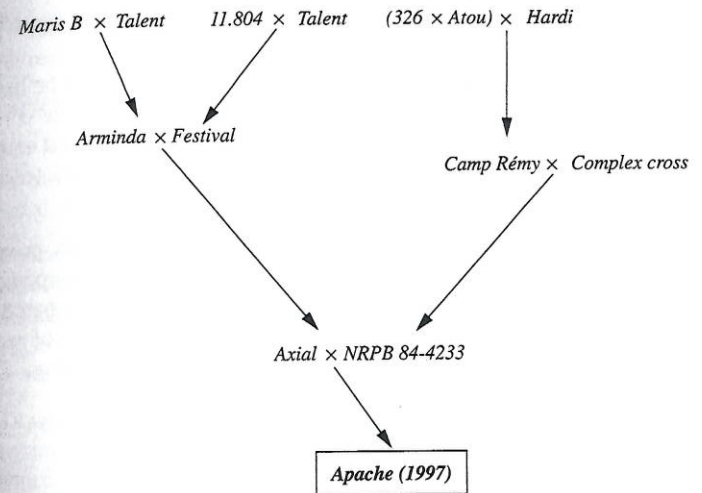 Maris B × Talent 11.804 × Talent (326 × Atou) × Hardi
Arminda × Festival
Camp Rémy × Complex cross
Axial × NRPB 84-4233
Apache (1997)